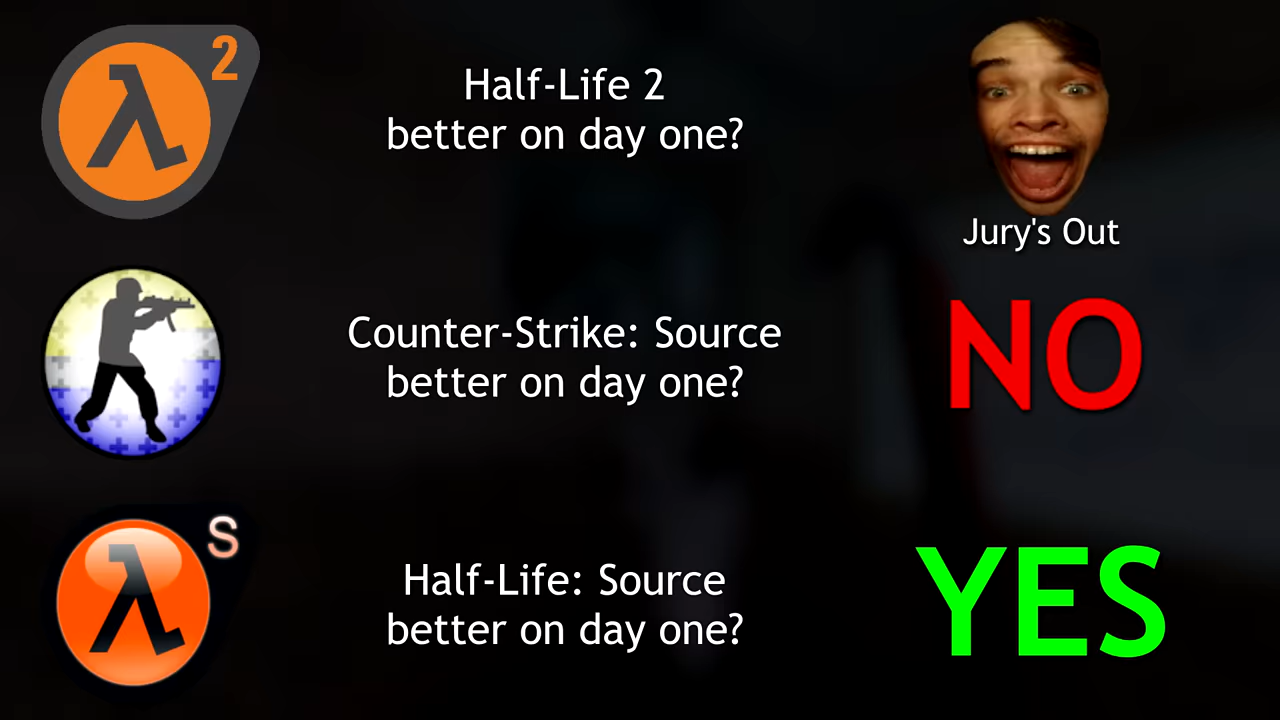 2
Half-Life 2
better on day one?
Jury's Out
Counter-Strike: Source
better on day one?
NO
S
Half-Life: Source
better on day one?
YES